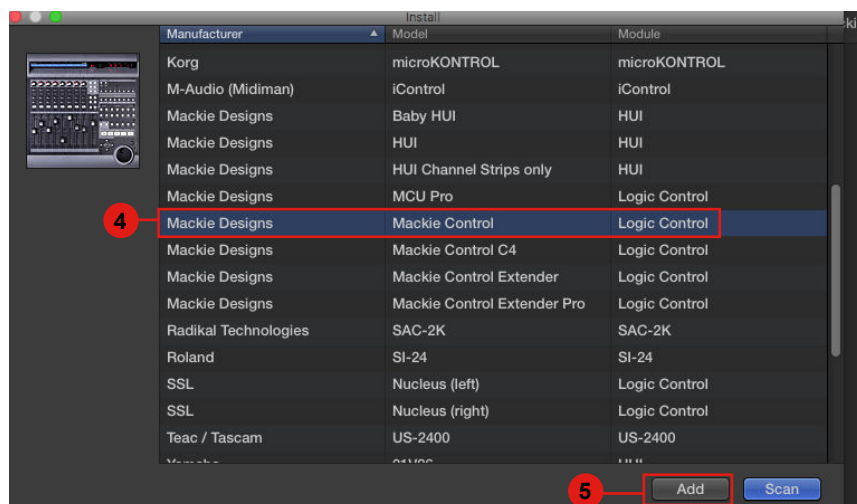 Install
Manufacturer Model Module
Korg microKONTROL microKONTROL
M-Audio (Midiman) iControl iControl
Mackie Designs Baby HUI HUI
Mackie Designs HUI HUI
Mackie Designs HUI Channel Strips only HUI
Mackie Designs MCU Pro Logic Control
4 Mackie Designs Mackie Control Logic Control
Mackie Designs Mackie Control C4 Logic Control
Mackie Designs Mackie Control Extender Logic Control
Mackie Designs Mackie Control Extender Pro Logic Control
Radikal Technologies SAC-2K SAC-2K
Roland SI-24 SI-24
SSL Nucleus (left) Logic Control
SSL Nucleus (right) Logic Control
Teac / Tascam US-2400 US-2400
5 Add Scan